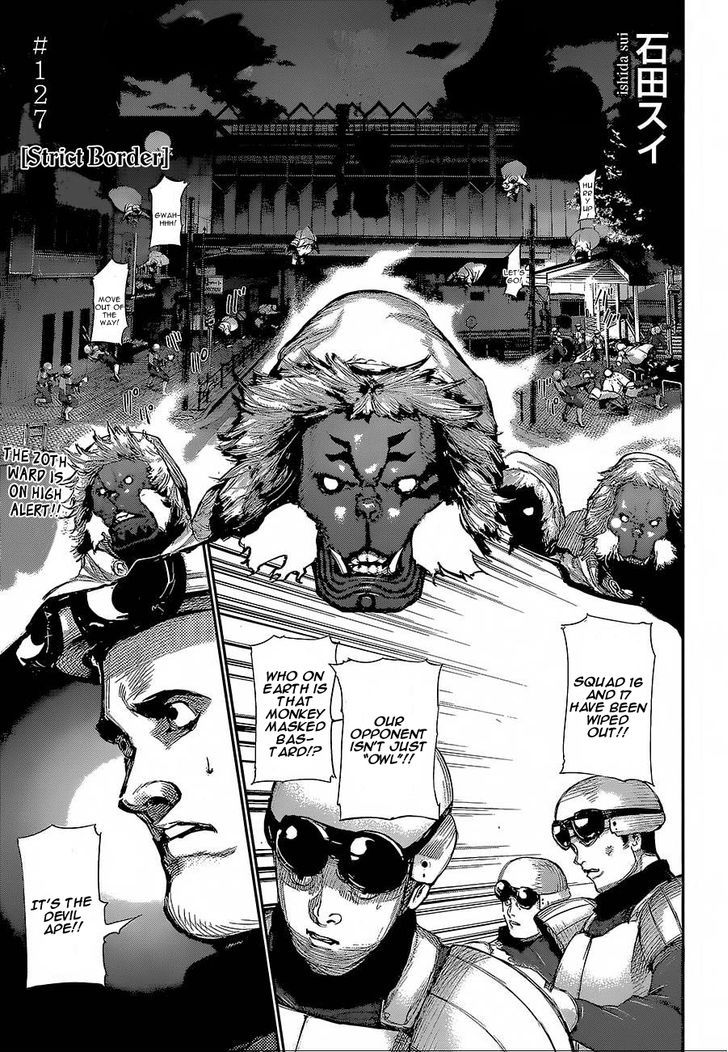 石田スイ
ishida sui
#127
[Strict Border]
HURRY UP!
GWAH-
HHH!
LET'S
GO!
MOVE
OUT OF
THE WAY!
THE 20TH
WARD IS
ON HIGH
ALERT!!
SQUAD 16
AND 17
HAVE BEEN
WIPED
OUT!!
OUR
OPPONENT
ISN'T JUST
"OWL"!!
WHO ON
EARTH IS
THAT
MONKEY
MASKED
BAS-
TARD!?
IT'S THE
DEVIL
APE!!